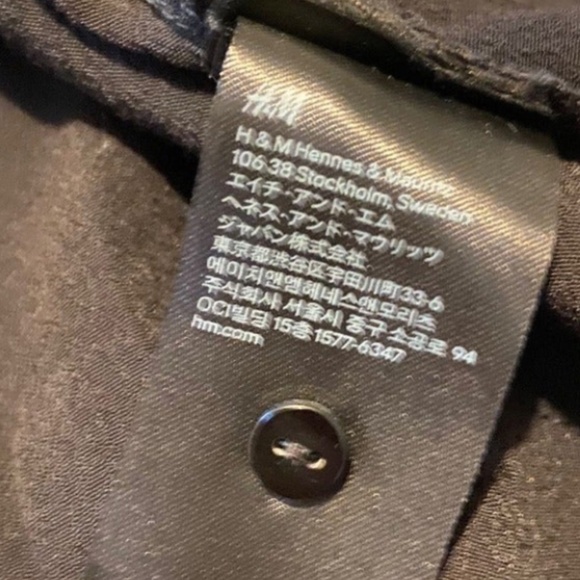 H&M
H & M Hennes & Mauritz
106 38 Stockholm, Sweden
エイチ・アンド・エム
ヘネス・アンド・マウリッツ
ジャパン株式会社
東京都渋谷区宇田川町33-6
에이치앤엠헤네스앤모리츠
주식회사 서울시 중구 소공로 94
OCI빌딩 15층 1577-6347
hm.com